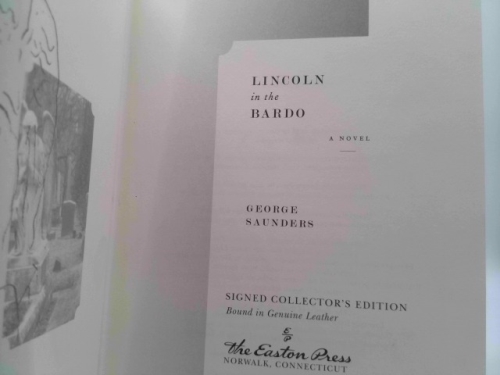 LINCOLN
in the
BARDO
A NOVEL
GEORGE
SAUNDERS
SIGNED COLLECTOR'S EDITION
Bound in Genuine Leather
E
P
The Easton Press
NORWALK, CONNECTICUT